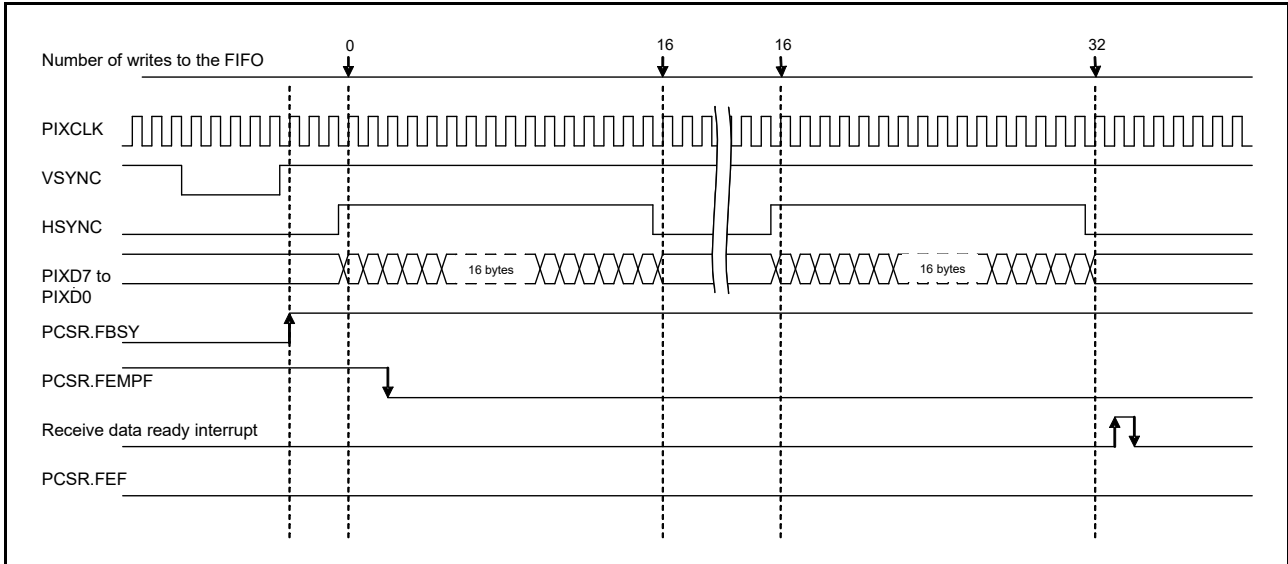 0 16 16 32
Number of writes to the FIFO
PIXCLK
VSYNC
HSYNC
PIXD7 to
PIXD0
16 bytes 16 bytes
PCSR.FBSY
PCSR.FEMPF
Receive data ready interrupt
PCSR.FEF